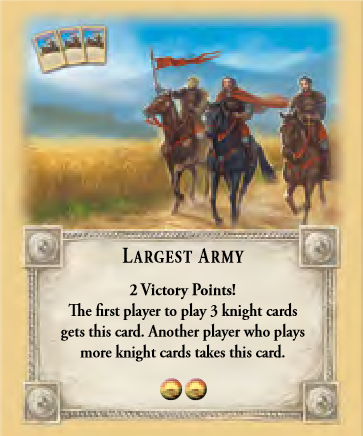 LARGEST ARMY
2 Victory Points!
The first player to play 3 knight cards
gets this card. Another player who plays
more knight cards takes this card.